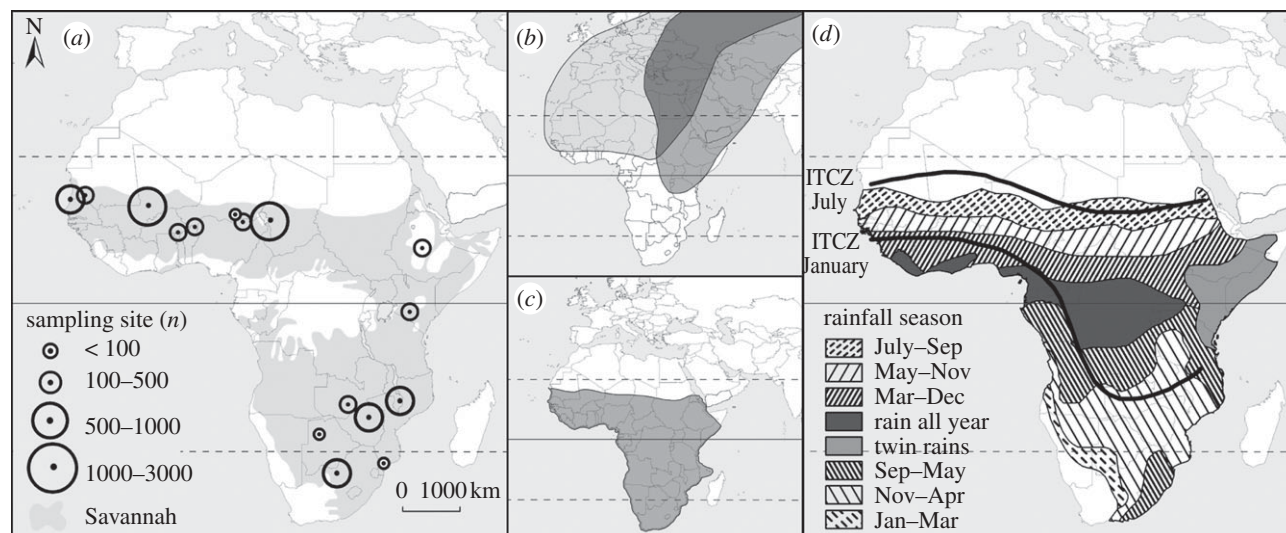 N
(a)
sampling site (n)
< 100
100–500
500–1000
1000–3000
Savannah
0 1000 km
(b)
(c)
(d)
ITCZ
July
ITCZ
January
rainfall season
July–Sep
May–Nov
Mar–Dec
rain all year
twin rains
Sep–May
Nov–Apr
Jan–Mar